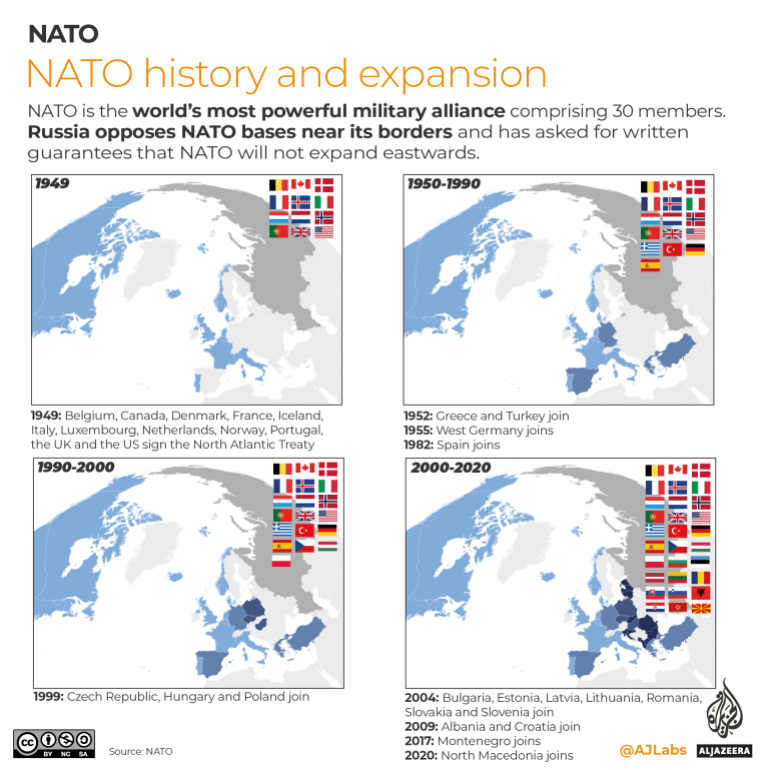 NATO
NATO history and expansion
NATO is the world's most powerful military alliance comprising 30 members.
Russia opposes NATO bases near its borders and has asked for written
guarantees that NATO will not expand eastwards.
1949
1949: Belgium, Canada, Denmark, France, Iceland,
Italy, Luxembourg, Netherlands, Norway, Portugal,
the UK and the US sign the North Atlantic Treaty
1950-1990
1952: Greece and Turkey join
1955: West Germany joins
1982: Spain joins
1990-2000
1999: Czech Republic, Hungary and Poland join
2000-2020
2004: Bulgaria, Estonia, Latvia, Lithuania, Romania,
Slovakia and Slovenia join
2009: Albania and Croatia join
2017: Montenegro joins
2020: North Macedonia joins
cc
BY NC SA
Source: NATO
@AJLabs
الجزيرة
ALJAZEERA